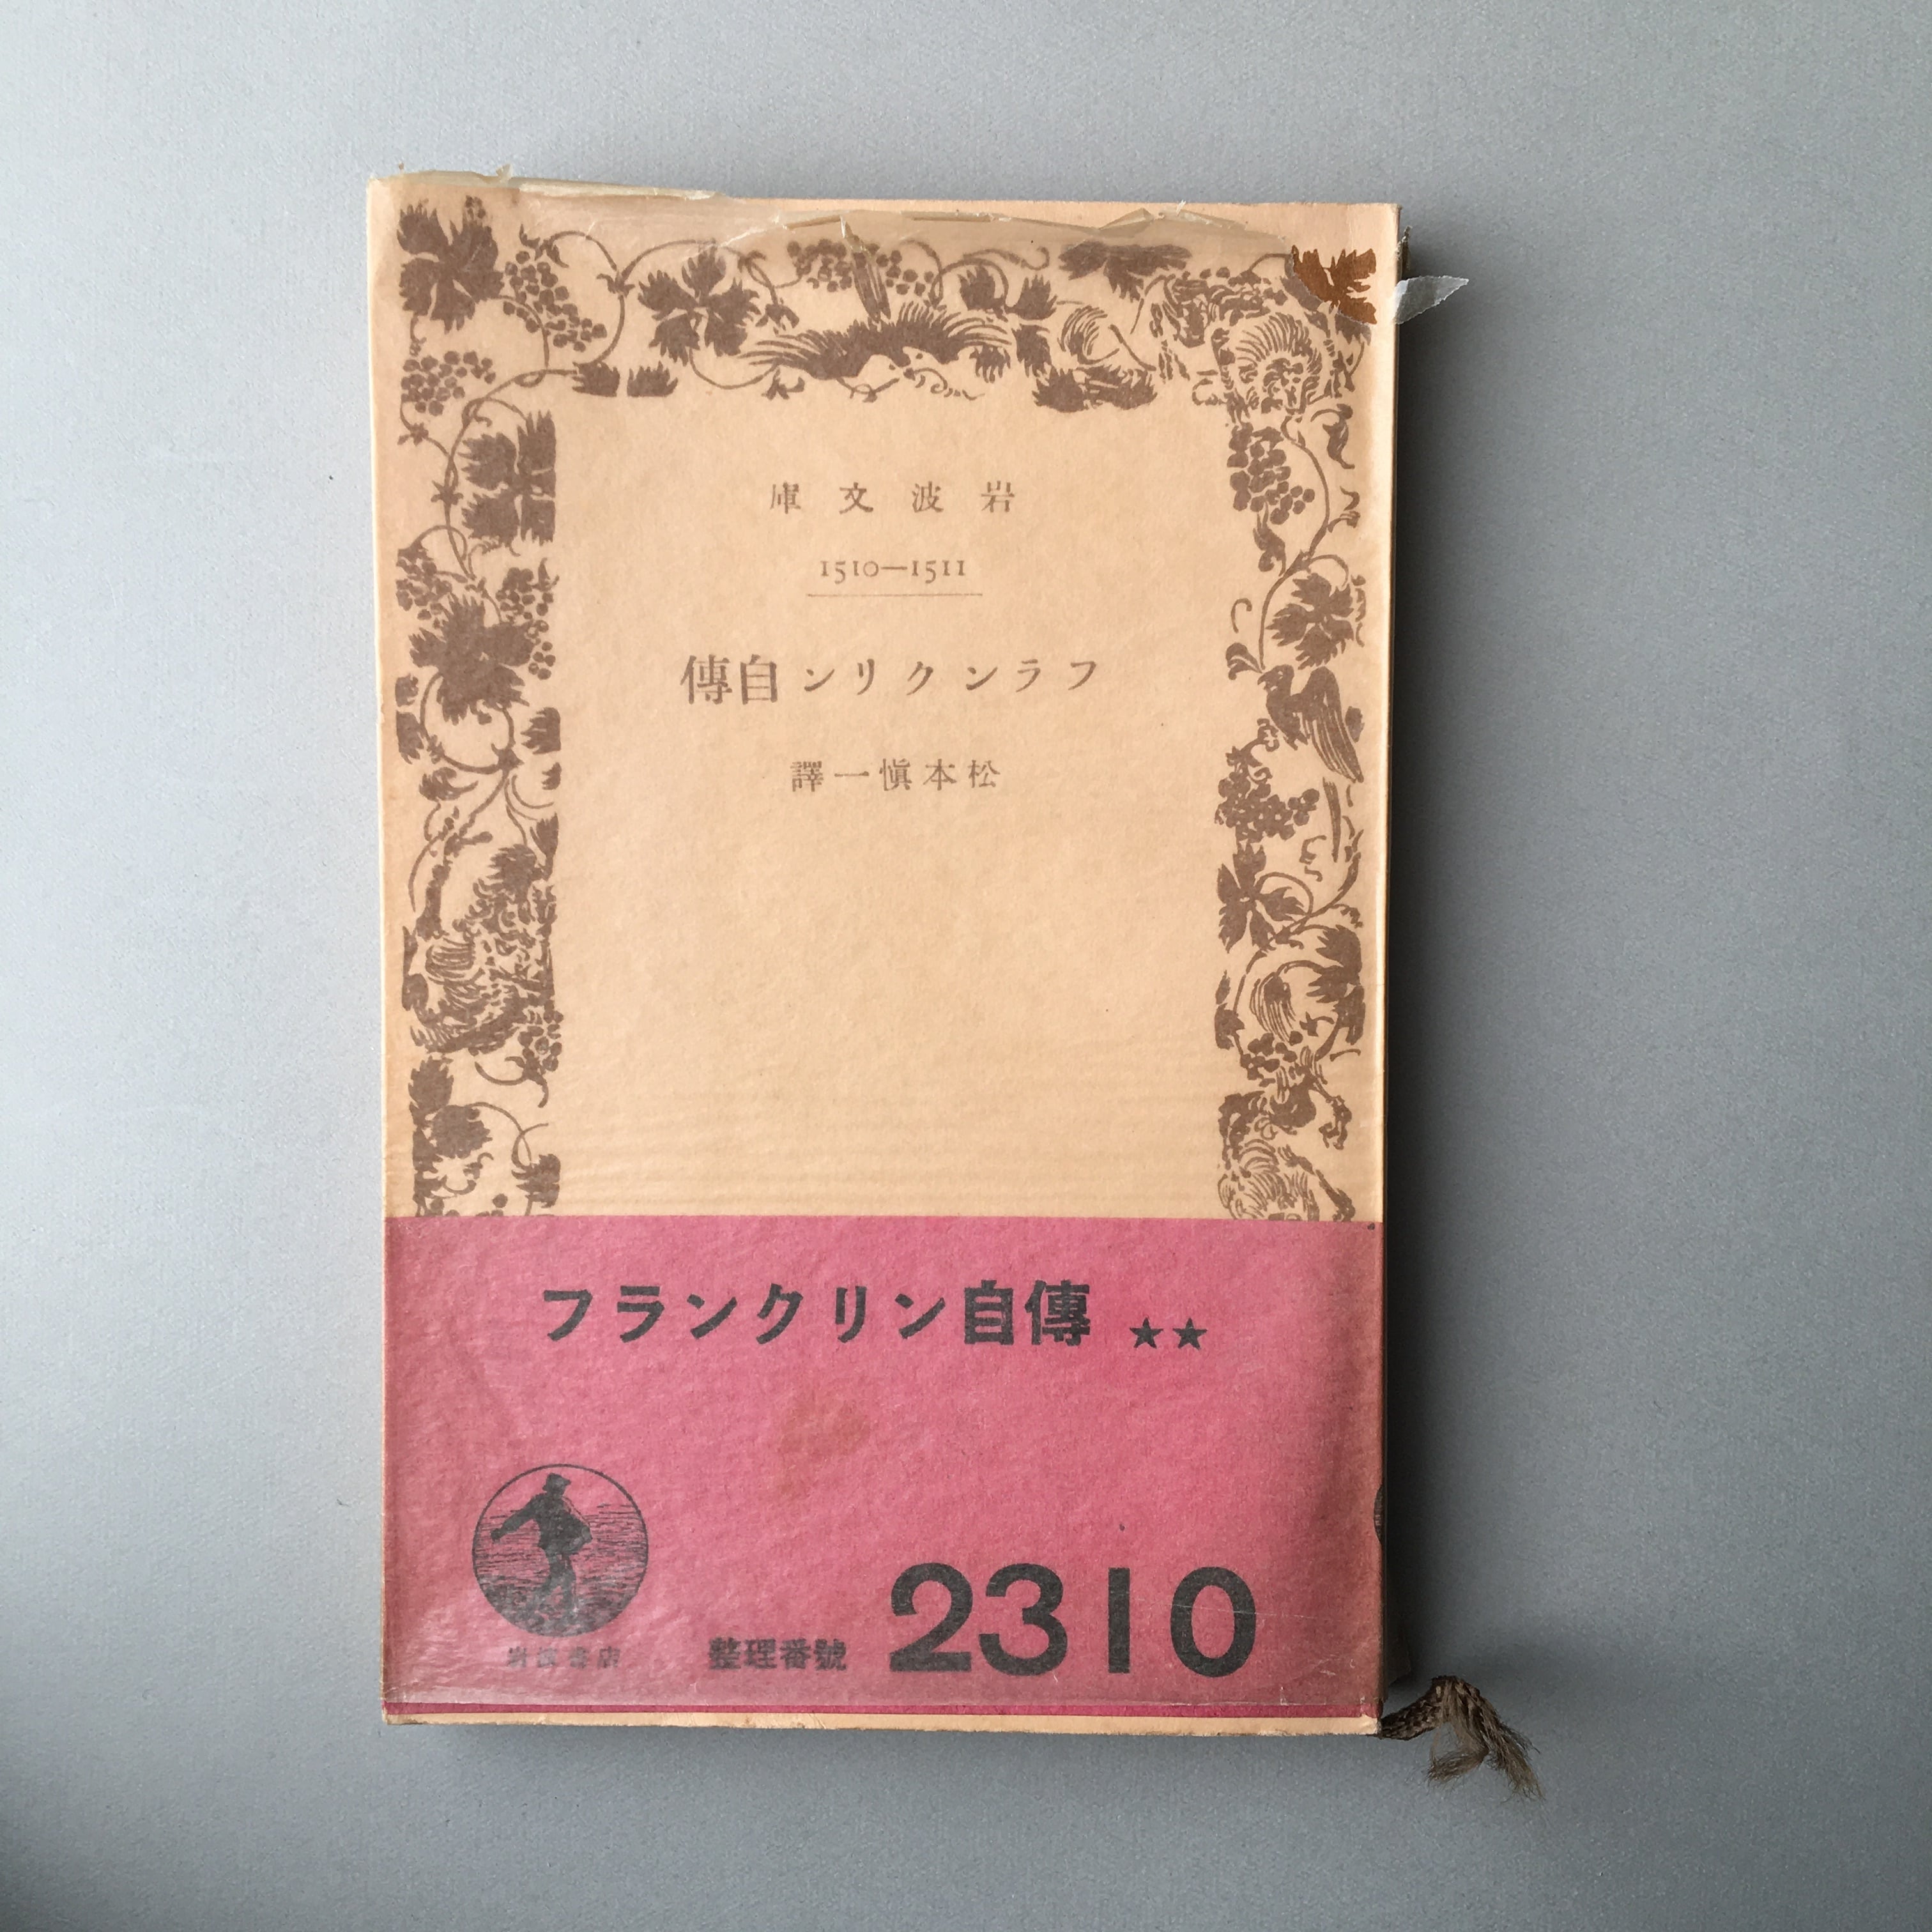 岩波文庫
1510—1511
フランクリン自傳
松本愼一譯
フランクリン自傳 ★★
岩波書店
整理番號 2310